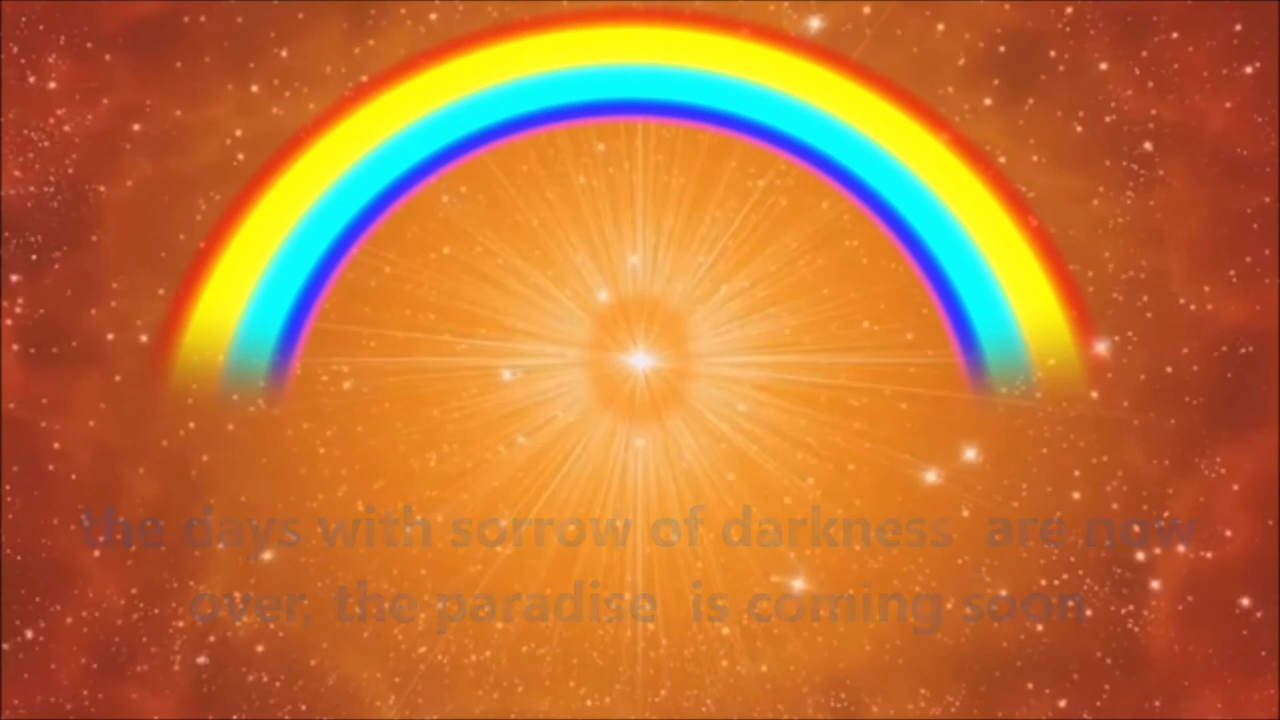 the days with sorrow of darkness  are now
over, the paradise  is coming soon